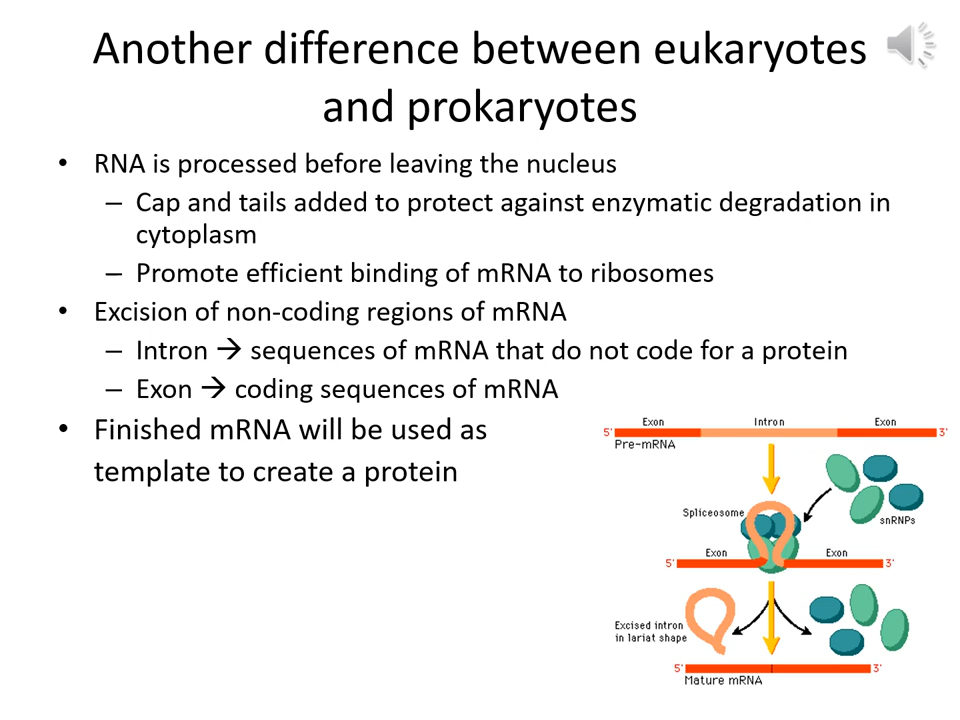 Another difference between eukaryotes
and prokaryotes
• RNA is processed before leaving the nucleus
– Cap and tails added to protect against enzymatic degradation in
cytoplasm
– Promote efficient binding of mRNA to ribosomes
• Excision of non-coding regions of mRNA
– Intron → sequences of mRNA that do not code for a protein
– Exon → coding sequences of mRNA
• Finished mRNA will be used as
template to create a protein
Exon Intron Exon
5' 3'
Pre-mRNA
Spliceosome
snRNPs
Exon Exon
5' 3'
Excised intron
in lariat shape
5' 3'
Mature mRNA